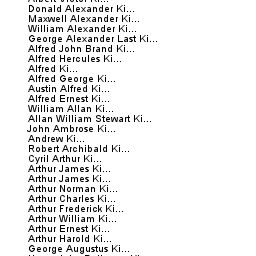 Albert Victor Ki...
Donald Alexander Ki...
Maxwell Alexander Ki...
William Alexander Ki...
George Alexander Last Ki...
Alfred John Brand Ki...
Alfred Hercules Ki...
Alfred Ki...
Alfred George Ki...
Austin Alfred Ki...
Alfred Ernest Ki...
William Allan Ki...
Allan William Stewart Ki...
John Ambrose Ki...
Andrew Ki...
Robert Archibald Ki...
Cyril Arthur Ki...
Arthur James Ki...
Arthur James Ki...
Arthur Norman Ki...
Arthur Charles Ki...
Arthur Frederick Ki...
Arthur William Ki...
Arthur Ernest Ki...
Arthur Harold Ki...
George Augustus Ki...